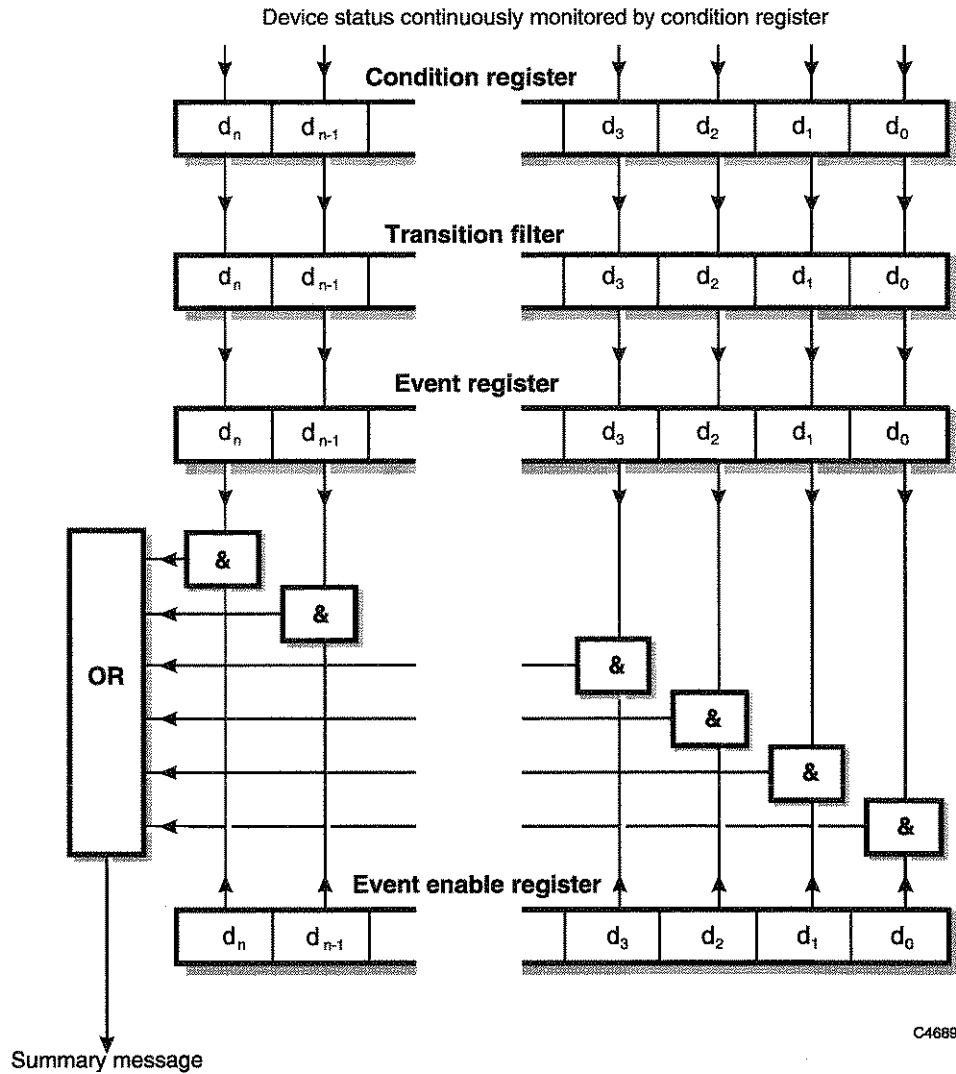 Device status continuously monitored by condition register
Condition register
dₙ dₙ₋₁ d₃ d₂ d₁ d₀
Transition filter
dₙ dₙ₋₁ d₃ d₂ d₁ d₀
Event register
dₙ dₙ₋₁ d₃ d₂ d₁ d₀
&
&
OR
&
&
&
&
Event enable register
dₙ dₙ₋₁ d₃ d₂ d₁ d₀
C4689
Summary message